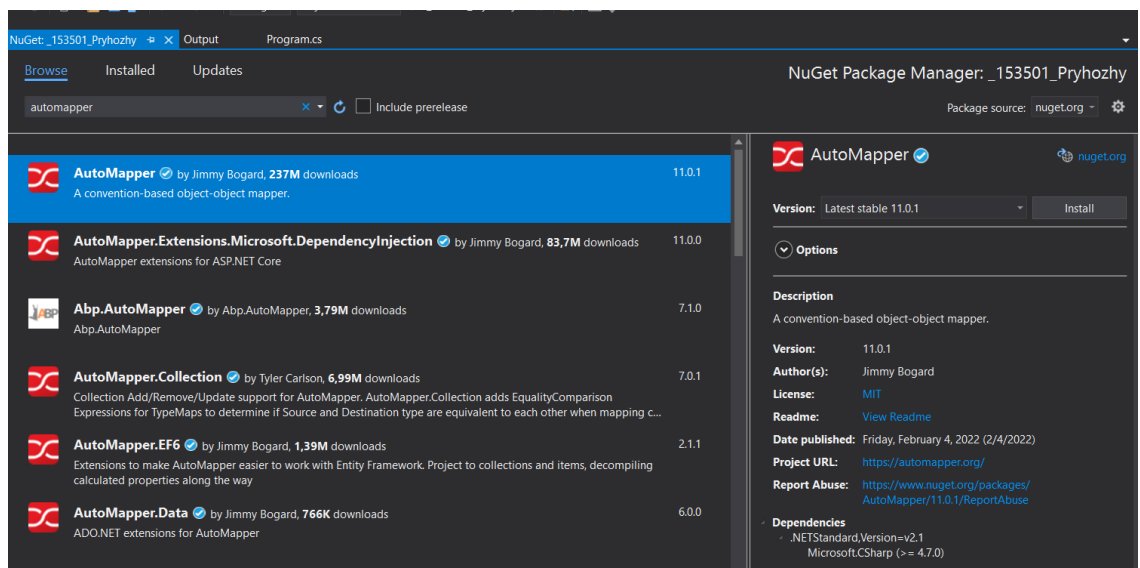 NuGet: _153501_Pryhozhy Output Program.cs
Browse Installed Updates
NuGet Package Manager: _153501_Pryhozhy
automapper Include prerelease
Package source: nuget.org
AutoMapper by Jimmy Bogard, 237M downloads 11.0.1
A convention-based object-object mapper.
AutoMapper.Extensions.Microsoft.DependencyInjection by Jimmy Bogard, 83,7M downloads 11.0.0
AutoMapper extensions for ASP.NET Core
ABP
Abp.AutoMapper by Abp.AutoMapper, 3,79M downloads 7.1.0
Abp.AutoMapper
AutoMapper.Collection by Tyler Carlson, 6,99M downloads 7.0.1
Collection Add/Remove/Update support for AutoMapper. AutoMapper.Collection adds EqualityComparison
Expressions for TypeMaps to determine if Source and Destination type are equivalent to each other when mapping c...
AutoMapper.EF6 by Jimmy Bogard, 1,39M downloads 2.1.1
Extensions to make AutoMapper easier to work with Entity Framework. Project to collections and items, decompiling
calculated properties along the way
AutoMapper.Data by Jimmy Bogard, 766K downloads 6.0.0
ADO.NET extensions for AutoMapper
AutoMapper nuget.org
Version: Latest stable 11.0.1 Install
Options
Description
A convention-based object-object mapper.
Version: 11.0.1
Author(s): Jimmy Bogard
License: MIT
Readme: View Readme
Date published: Friday, February 4, 2022 (2/4/2022)
Project URL: https://automapper.org/
Report Abuse: https://www.nuget.org/packages/
AutoMapper/11.0.1/ReportAbuse
Dependencies
.NETStandard,Version=v2.1
Microsoft.CSharp (>= 4.7.0)